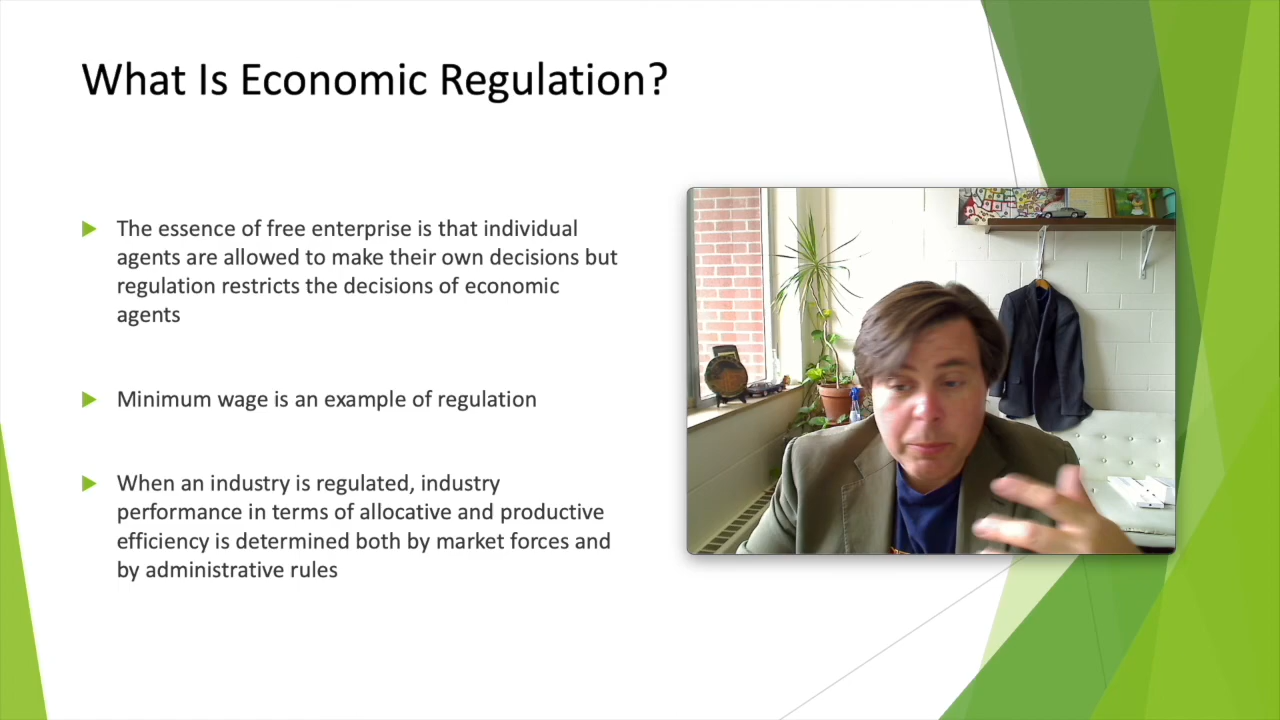 What Is Economic Regulation?
The essence of free enterprise is that individual
agents are allowed to make their own decisions but
regulation restricts the decisions of economic
agents
Minimum wage is an example of regulation
When an industry is regulated, industry
performance in terms of allocative and productive
efficiency is determined both by market forces and
by administrative rules